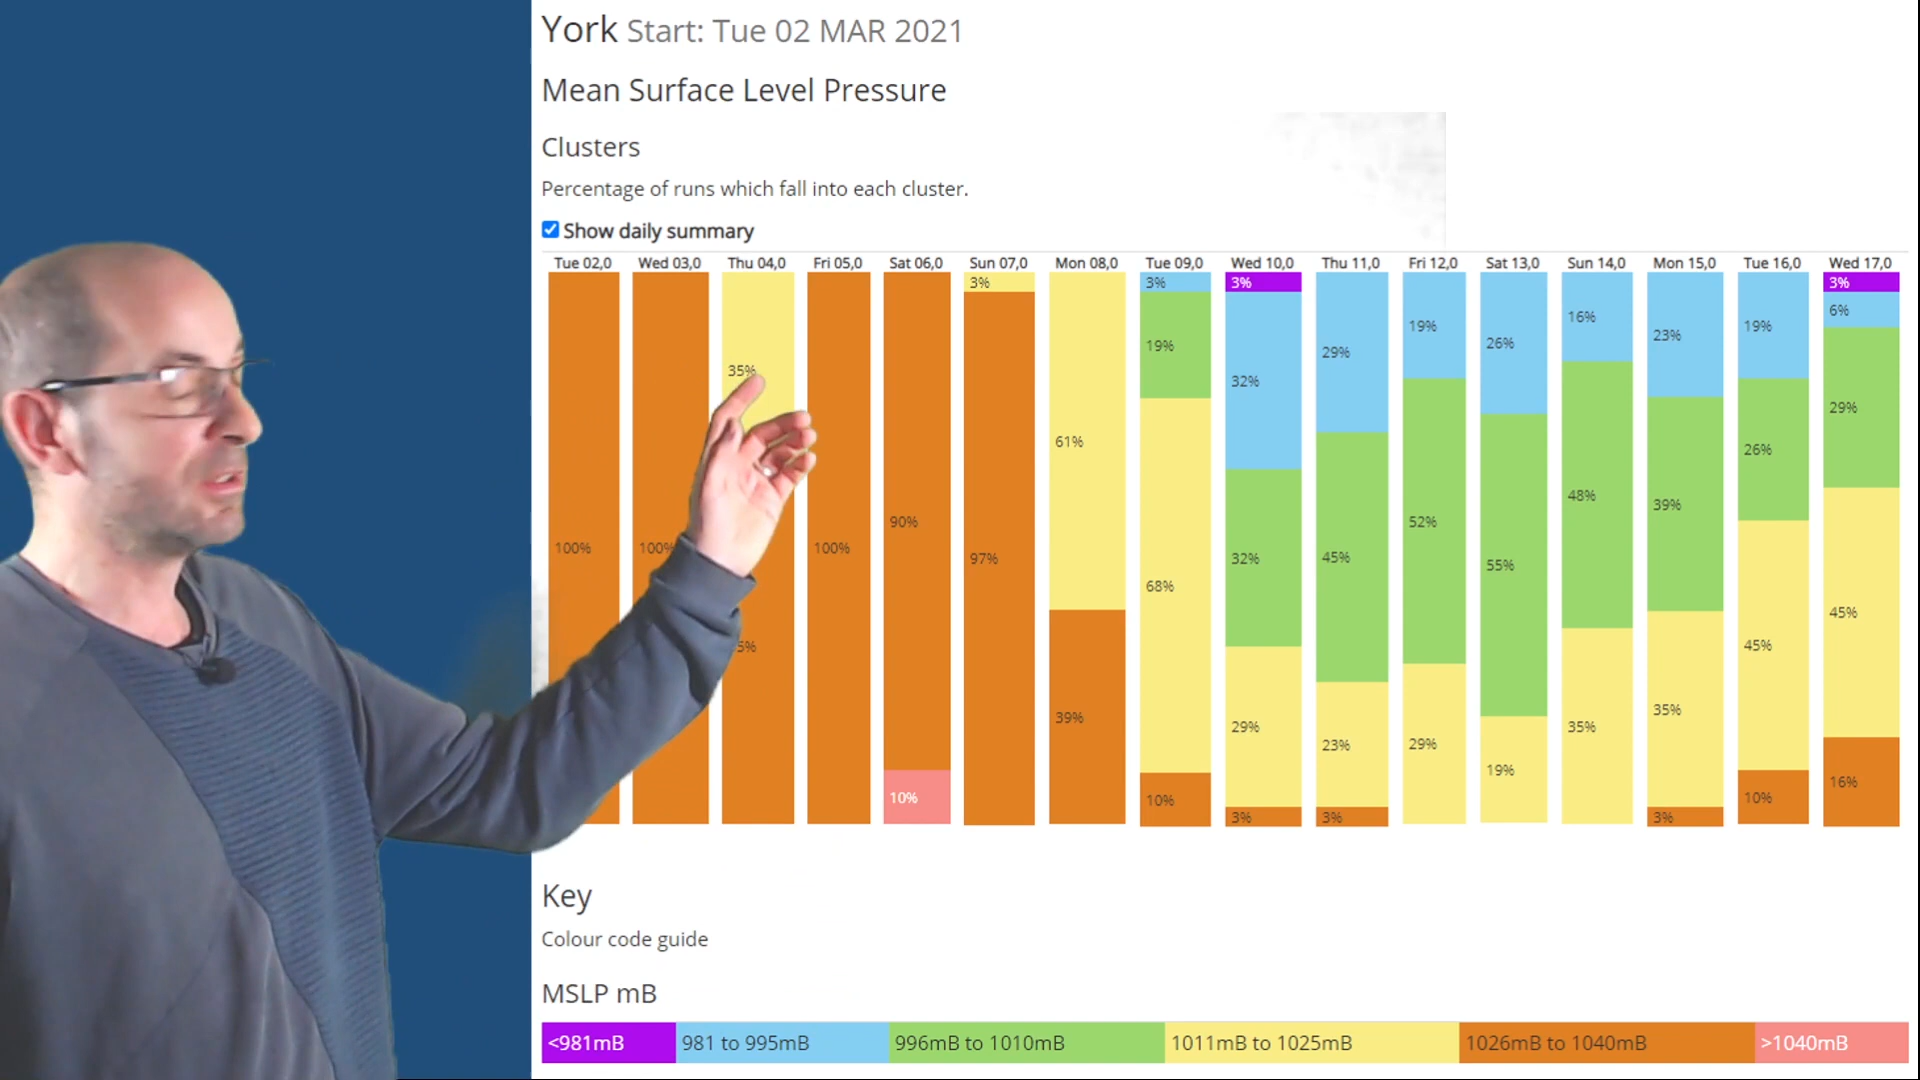 York Start: Tue 02 MAR 2021
Mean Surface Level Pressure
Clusters
Percentage of runs which fall into each cluster.
Show daily summary
Tue 02,0 Wed 03,0 Thu 04,0 Fri 05,0 Sat 06,0 Sun 07,0 Mon 08,0 Tue 09,0 Wed 10,0 Thu 11,0 Fri 12,0 Sat 13,0 Sun 14,0 Mon 15,0 Tue 16,0 Wed 17,0
3% 3% 3% 3%
6%
16%
19% 19%
23%
26%
19%
29%
32%
35%
29%
61%
26%
48%
39%
90% 52%
100% 100% 100%
97% 32% 45%
55%
68%
45%
5% 45%
35%
39% 29% 35%
23% 29%
19%
16%
10% 10% 10%
3% 3% 3%
Key
Colour code guide
MSLP mB
<981mB 981 to 995mB 996mB to 1010mB 1011mB to 1025mB 1026mB to 1040mB >1040mB